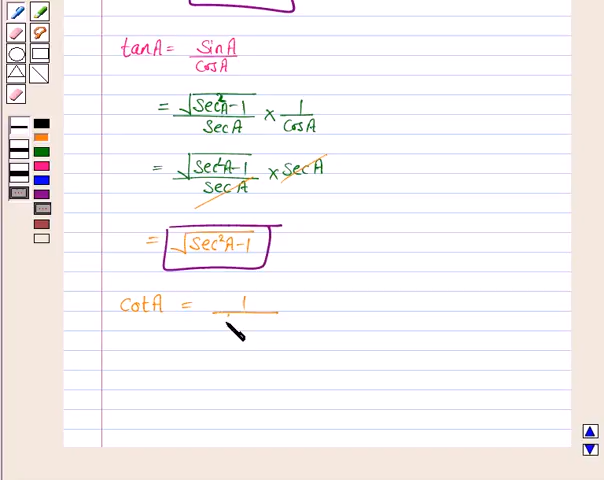 tanA = SinA / CosA
= √(Sec²A-1) / SecA × 1 / CosA
= √(Sec²A-1) / SecA × SecA
= √(Sec²A-1)
cotA = 1